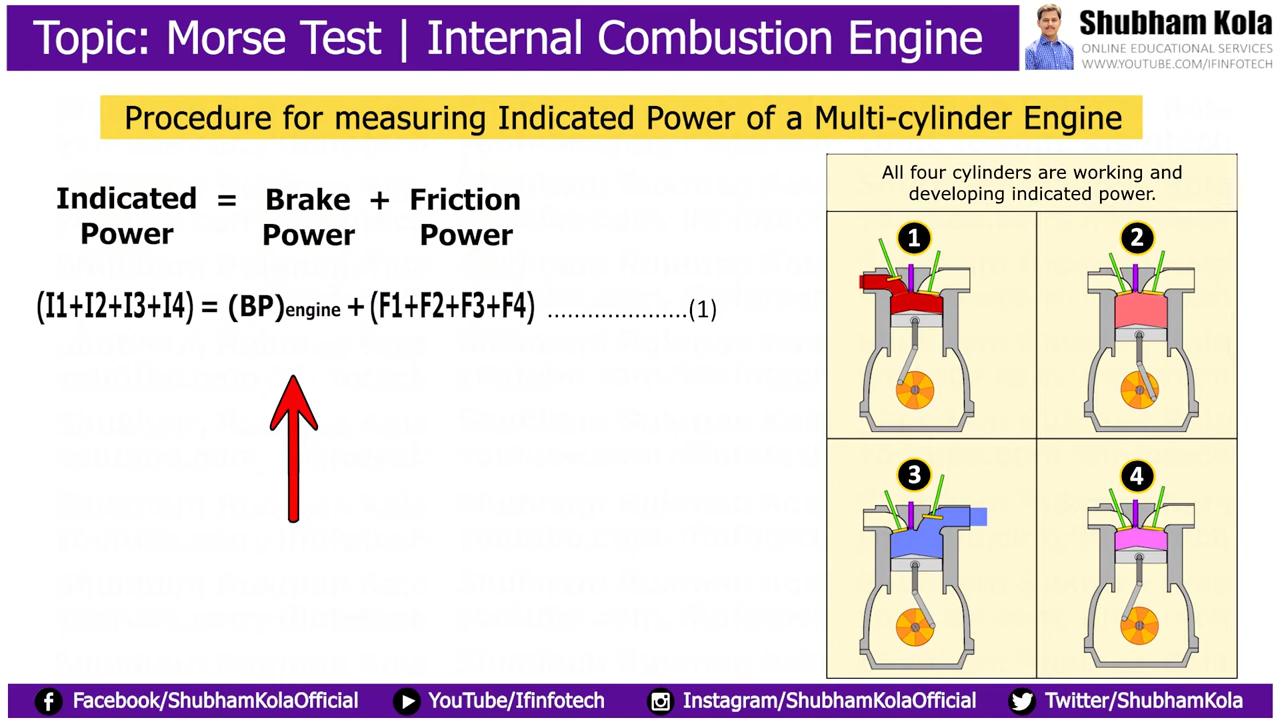 Topic: Morse Test | Internal Combustion Engine
Shubham Kola
ONLINE EDUCATIONAL SERVICES
WWW.YOUTUBE.COM/IFINFOTECH
Procedure for measuring Indicated Power of a Multi-cylinder Engine
Indicated = Brake + Friction
Power Power Power
(I1+I2+I3+I4) = (BP)engine + (F1+F2+F3+F4) .....................(1)
All four cylinders are working and
developing indicated power.
1
2
3
4
Facebook/ShubhamKolaOfficial
YouTube/Ifinfotech
Instagram/ShubhamKolaOfficial
Twitter/ShubhamKola